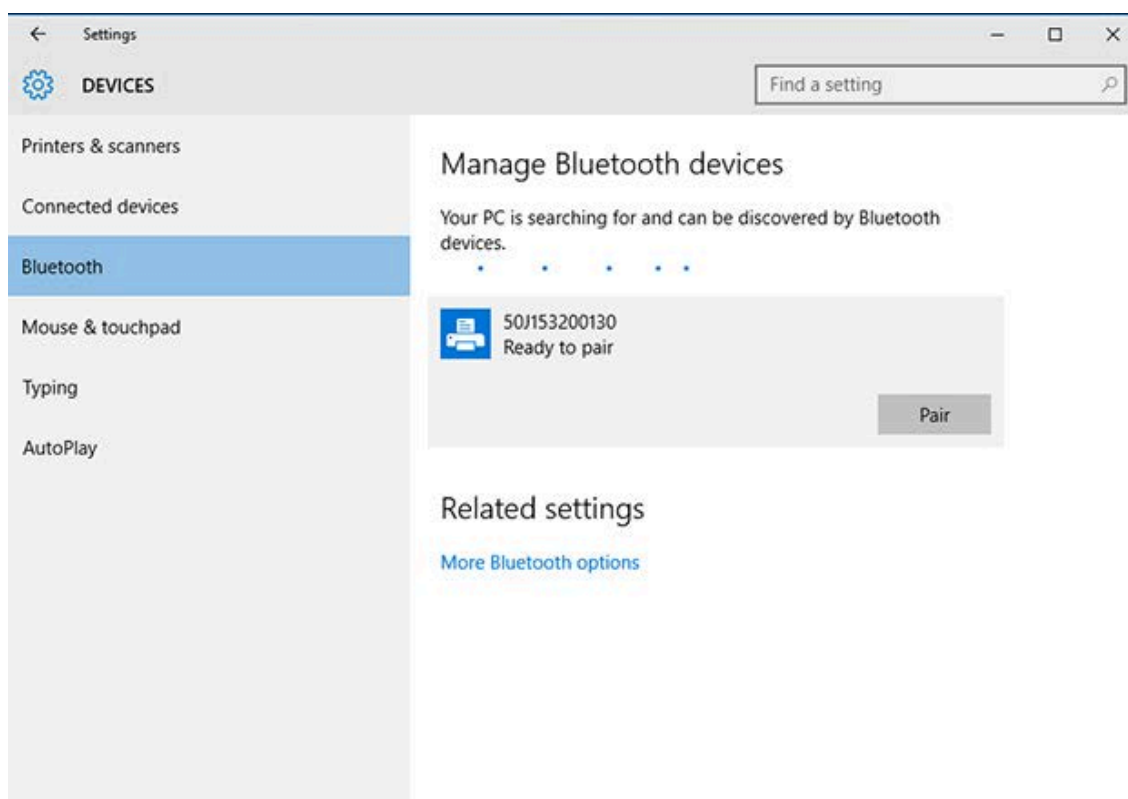 Settings
DEVICES
Find a setting
Printers & scanners
Connected devices
Bluetooth
Mouse & touchpad
Typing
AutoPlay
Manage Bluetooth devices
Your PC is searching for and can be discovered by Bluetooth
devices.
50J153200130
Ready to pair
Pair
Related settings
More Bluetooth options